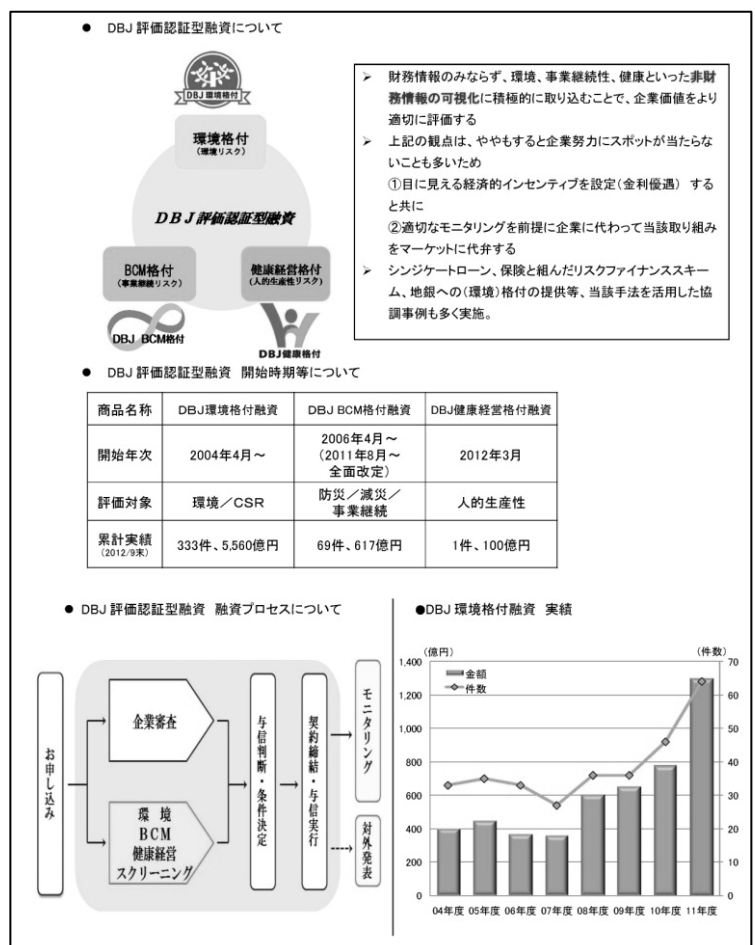 ● DBJ 評価認証型融資について
DBJ環境格付
環境格付
（環境リスク）
DBJ評価認証型融資
BCM格付
（事業継続リスク）
健康経営格付
（人的生産性リスク）
DBJ BCM格付
DBJ健康格付
➢ 財務情報のみならず、環境、事業継続性、健康といった非財
務情報の可視化に積極的に取り込むことで、企業価値をより
適切に評価する
➢ 上記の観点は、ややもすると企業努力にスポットが当たらな
いことも多いため
①目に見える経済的インセンティブを設定（金利優遇） する
と共に
②適切なモニタリングを前提に企業に代わって当該取り組み
をマーケットに代弁する
➢ シンジケートローン、保険と組んだリスクファイナンススキー
ム、地銀への（環境）格付の提供等、当該手法を活用した協
調事例も多く実施。
● DBJ 評価認証型融資 開始時期等について
商品名称 DBJ環境格付融資 DBJ BCM格付融資 DBJ健康経営格付融資
開始年次 2004年4月～ 2006年4月～
（2011年8月～
全面改定） 2012年3月
評価対象 環境／CSR 防災／減災／
事業継続 人的生産性
累計実績
(2012/9末) 333件、5,560億円 69件、617億円 1件、100億円
● DBJ 評価認証型融資 融資プロセスについて
お申し込み
企業審査
環 境
BCM
健康経営
スクリーニング
与信判断・条件決定
契約締結・与信実行
モニタリング
対外発表
●DBJ 環境格付融資 実績
（億円） （件数）
金額
件数
1,400 70
1,200 60
1,000 50
800 40
600 30
400 20
200 10
0 0
04年度 05年度 06年度 07年度 08年度 09年度 10年度 11年度